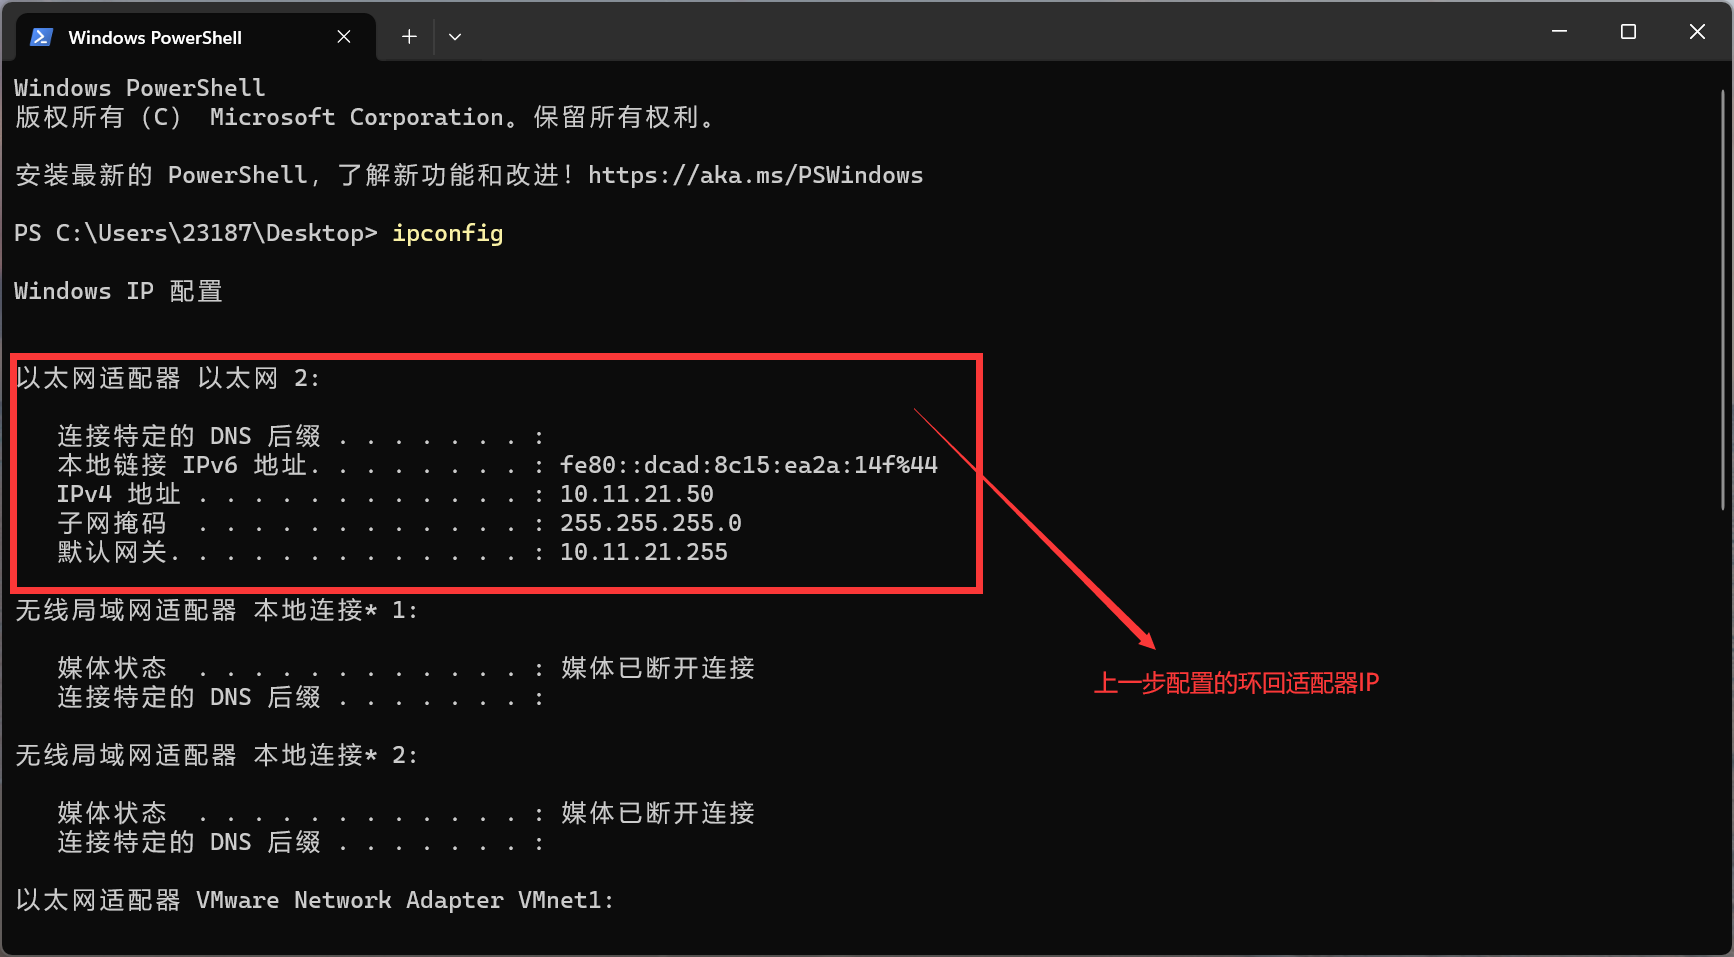 Windows PowerShell
Windows PowerShell
版权所有（C） Microsoft Corporation。保留所有权利。
安装最新的 PowerShell，了解新功能和改进！https://aka.ms/PSWindows
PS C:\Users\23187\Desktop> ipconfig
Windows IP 配置
以太网适配器 以太网 2:
连接特定的 DNS 后缀 . . . . . . . :
本地链接 IPv6 地址. . . . . . . . : fe80::dcad:8c15:ea2a:14f%44
IPv4 地址 . . . . . . . . . . . . : 10.11.21.50
子网掩码  . . . . . . . . . . . . : 255.255.255.0
默认网关. . . . . . . . . . . . . : 10.11.21.255
无线局域网适配器 本地连接* 1:
媒体状态  . . . . . . . . . . . . : 媒体已断开连接
上一步配置的环回适配器IP
连接特定的 DNS 后缀 . . . . . . . :
无线局域网适配器 本地连接* 2:
媒体状态  . . . . . . . . . . . . : 媒体已断开连接
连接特定的 DNS 后缀 . . . . . . . :
以太网适配器 VMware Network Adapter VMnet1: